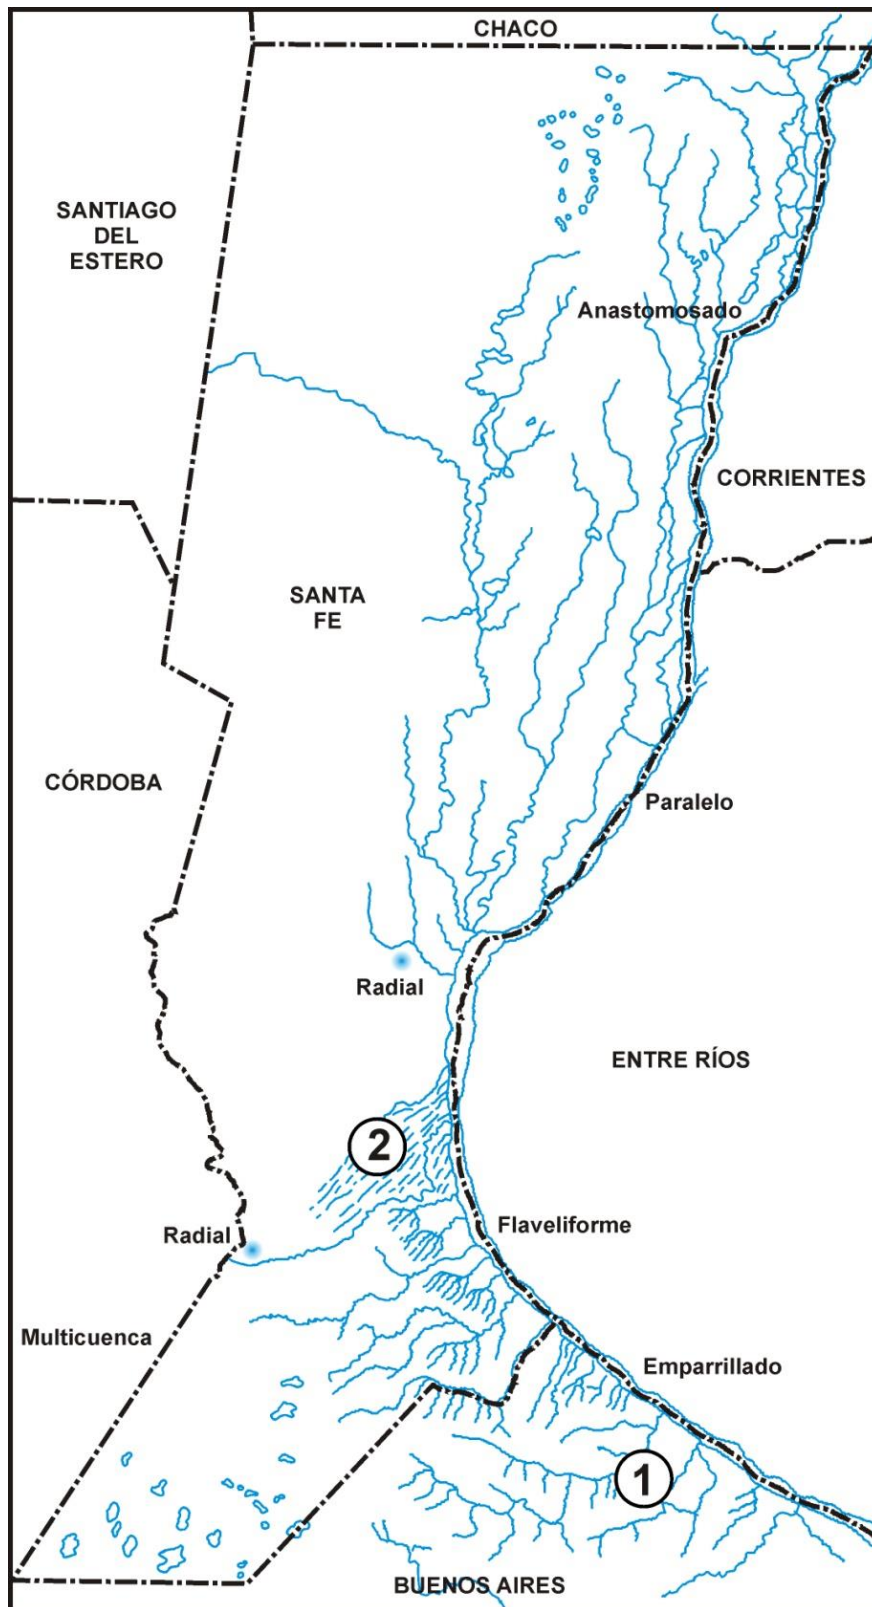 CHACO
SANTIAGO
DEL
ESTERO
Anastomosado
CORRIENTES
SANTA
FE
CÓRDOBA
Paralelo
Radial
ENTRE RÍOS
2
Flaveliforme
Radial
Multicuenca
Emparrillado
1
BUENOS AIRES